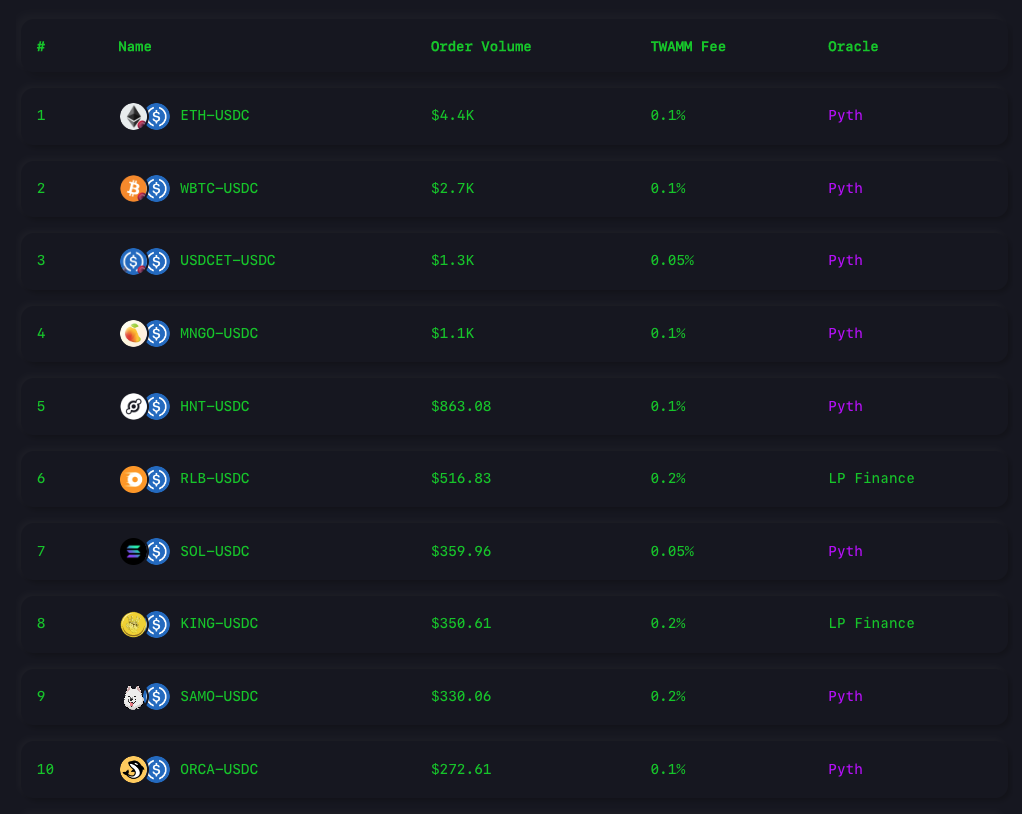 # Name Order Volume TWAMM Fee Oracle
1 ETH-USDC $4.4K 0.1% Pyth
2 WBTC-USDC $2.7K 0.1% Pyth
3 USDCET-USDC $1.3K 0.05% Pyth
4 MNGO-USDC $1.1K 0.1% Pyth
5 HNT-USDC $863.08 0.1% Pyth
6 RLB-USDC $516.83 0.2% LP Finance
7 SOL-USDC $359.96 0.05% Pyth
8 KING-USDC $350.61 0.2% LP Finance
9 SAMO-USDC $330.06 0.2% Pyth
10 ORCA-USDC $272.61 0.1% Pyth